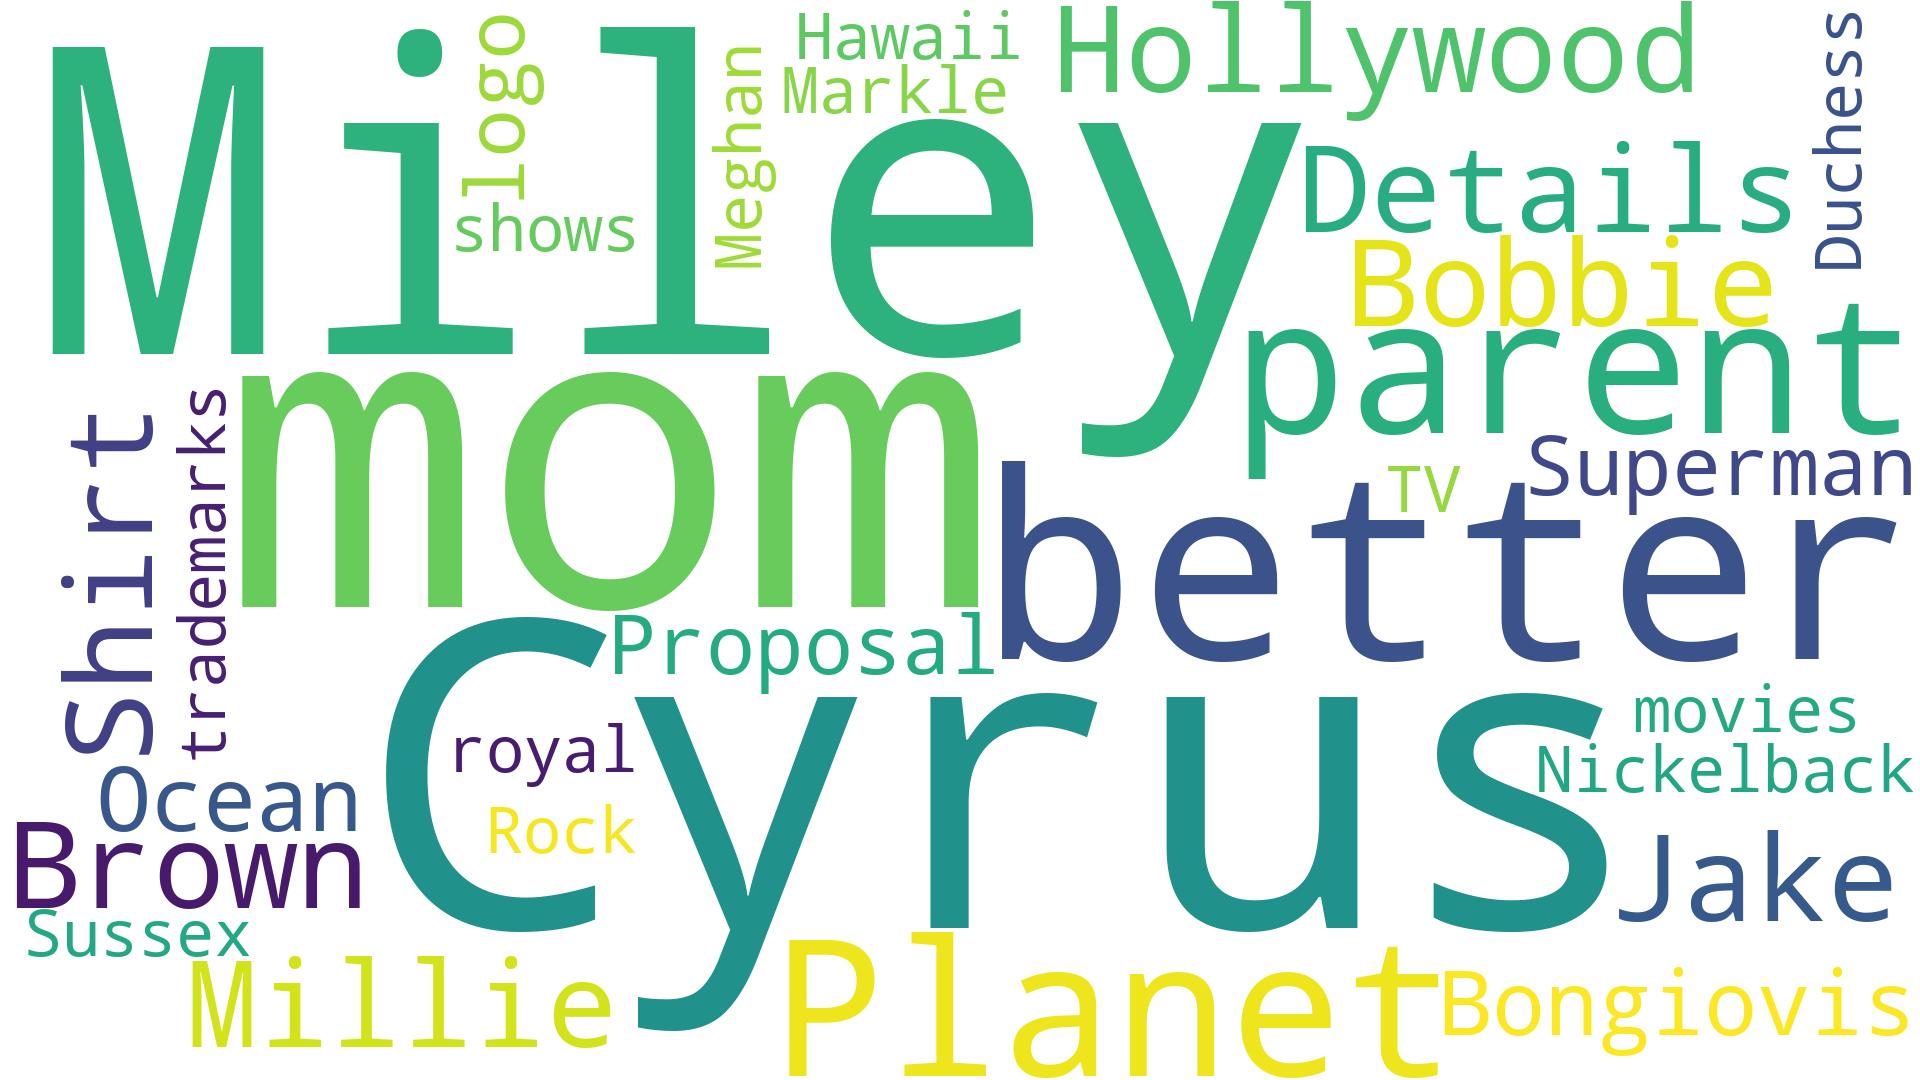 Miley
logo
shows
Meghan
Hawaii
Markle
Hollywood
Details
Duchess
Bobbie
parent
mom
Shirt
trademarks
better
TV
Superman
Proposal
Cyrus
royal
Rock
movies
Nickelback
Ocean
Brown
Sussex
Jake
Millie
Planet
Bongiovis